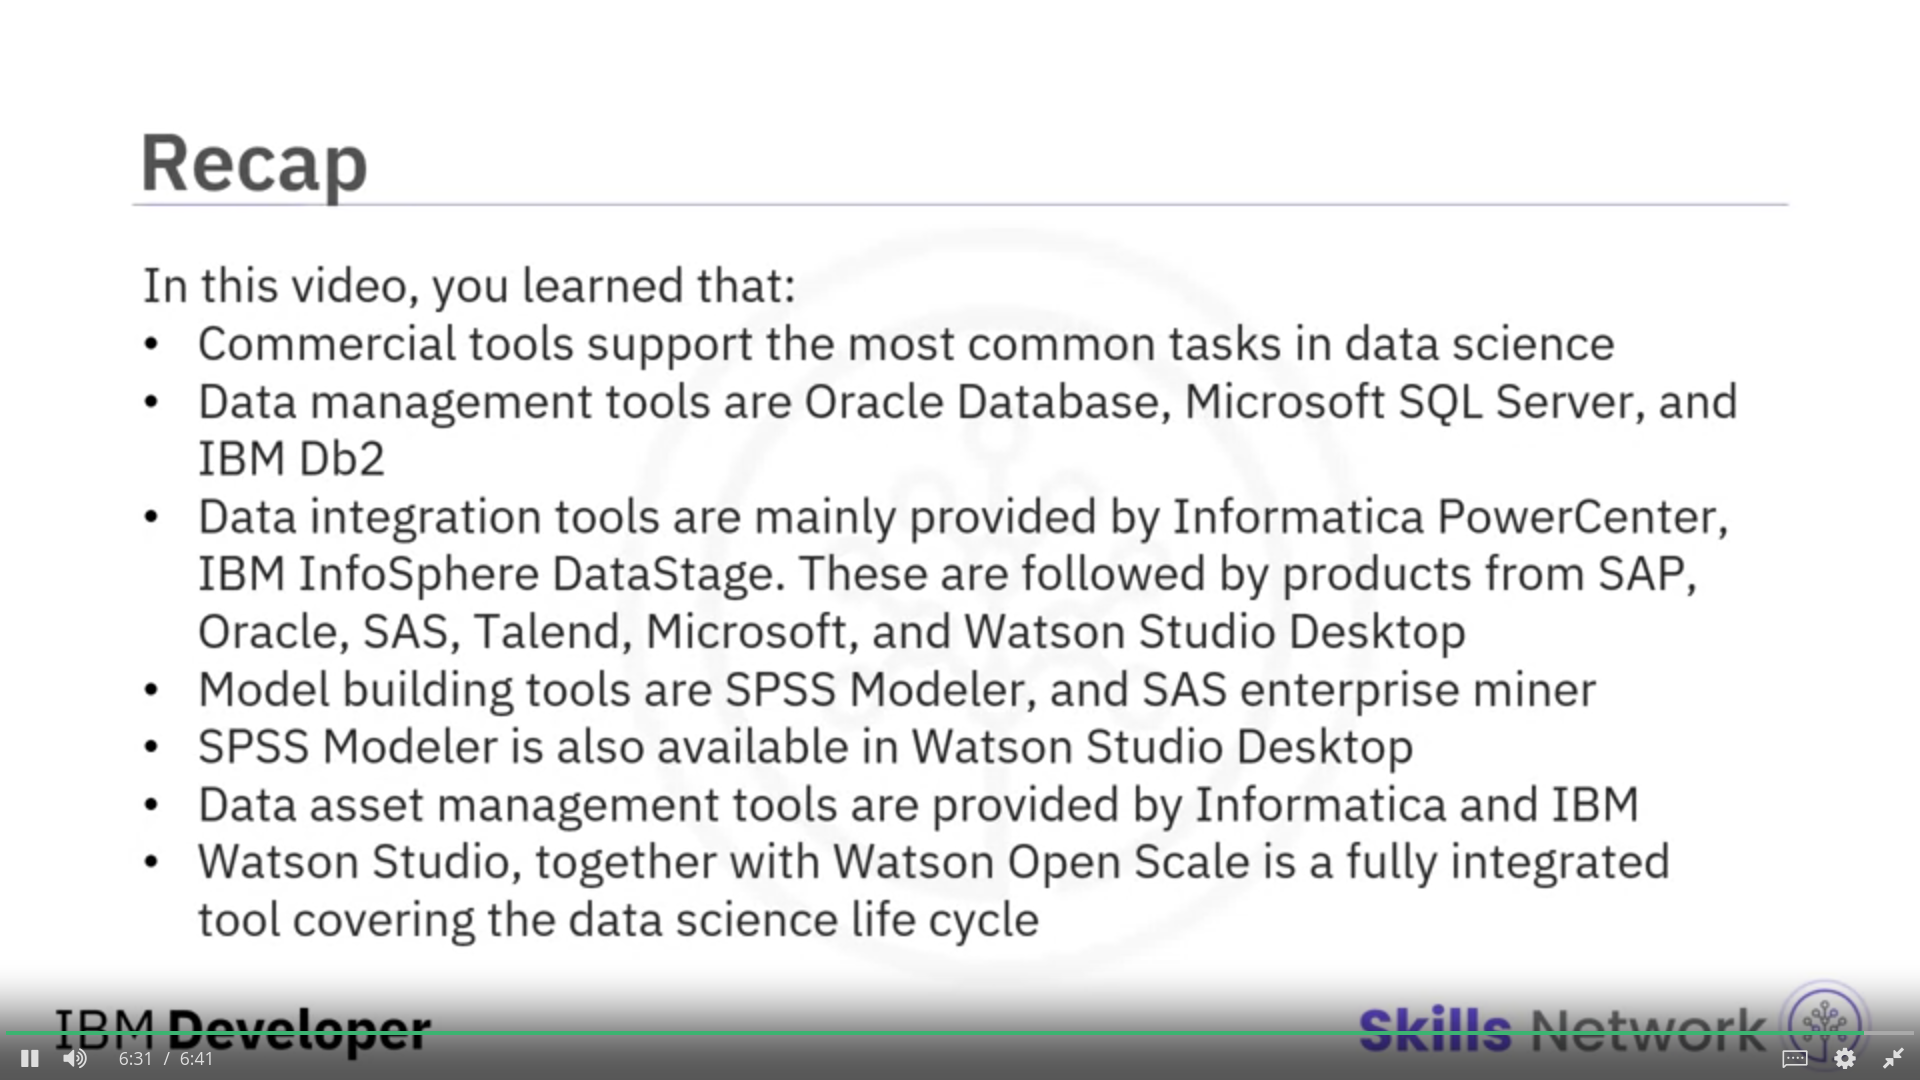 Recap
In this video, you learned that:
• Commercial tools support the most common tasks in data science
• Data management tools are Oracle Database, Microsoft SQL Server, and
IBM Db2
• Data integration tools are mainly provided by Informatica PowerCenter,
IBM InfoSphere DataStage. These are followed by products from SAP,
Oracle, SAS, Talend, Microsoft, and Watson Studio Desktop
• Model building tools are SPSS Modeler, and SAS enterprise miner
• SPSS Modeler is also available in Watson Studio Desktop
• Data asset management tools are provided by Informatica and IBM
• Watson Studio, together with Watson Open Scale is a fully integrated
tool covering the data science life cycle
IBM Developer
Skills Network
6:31 / 6:41